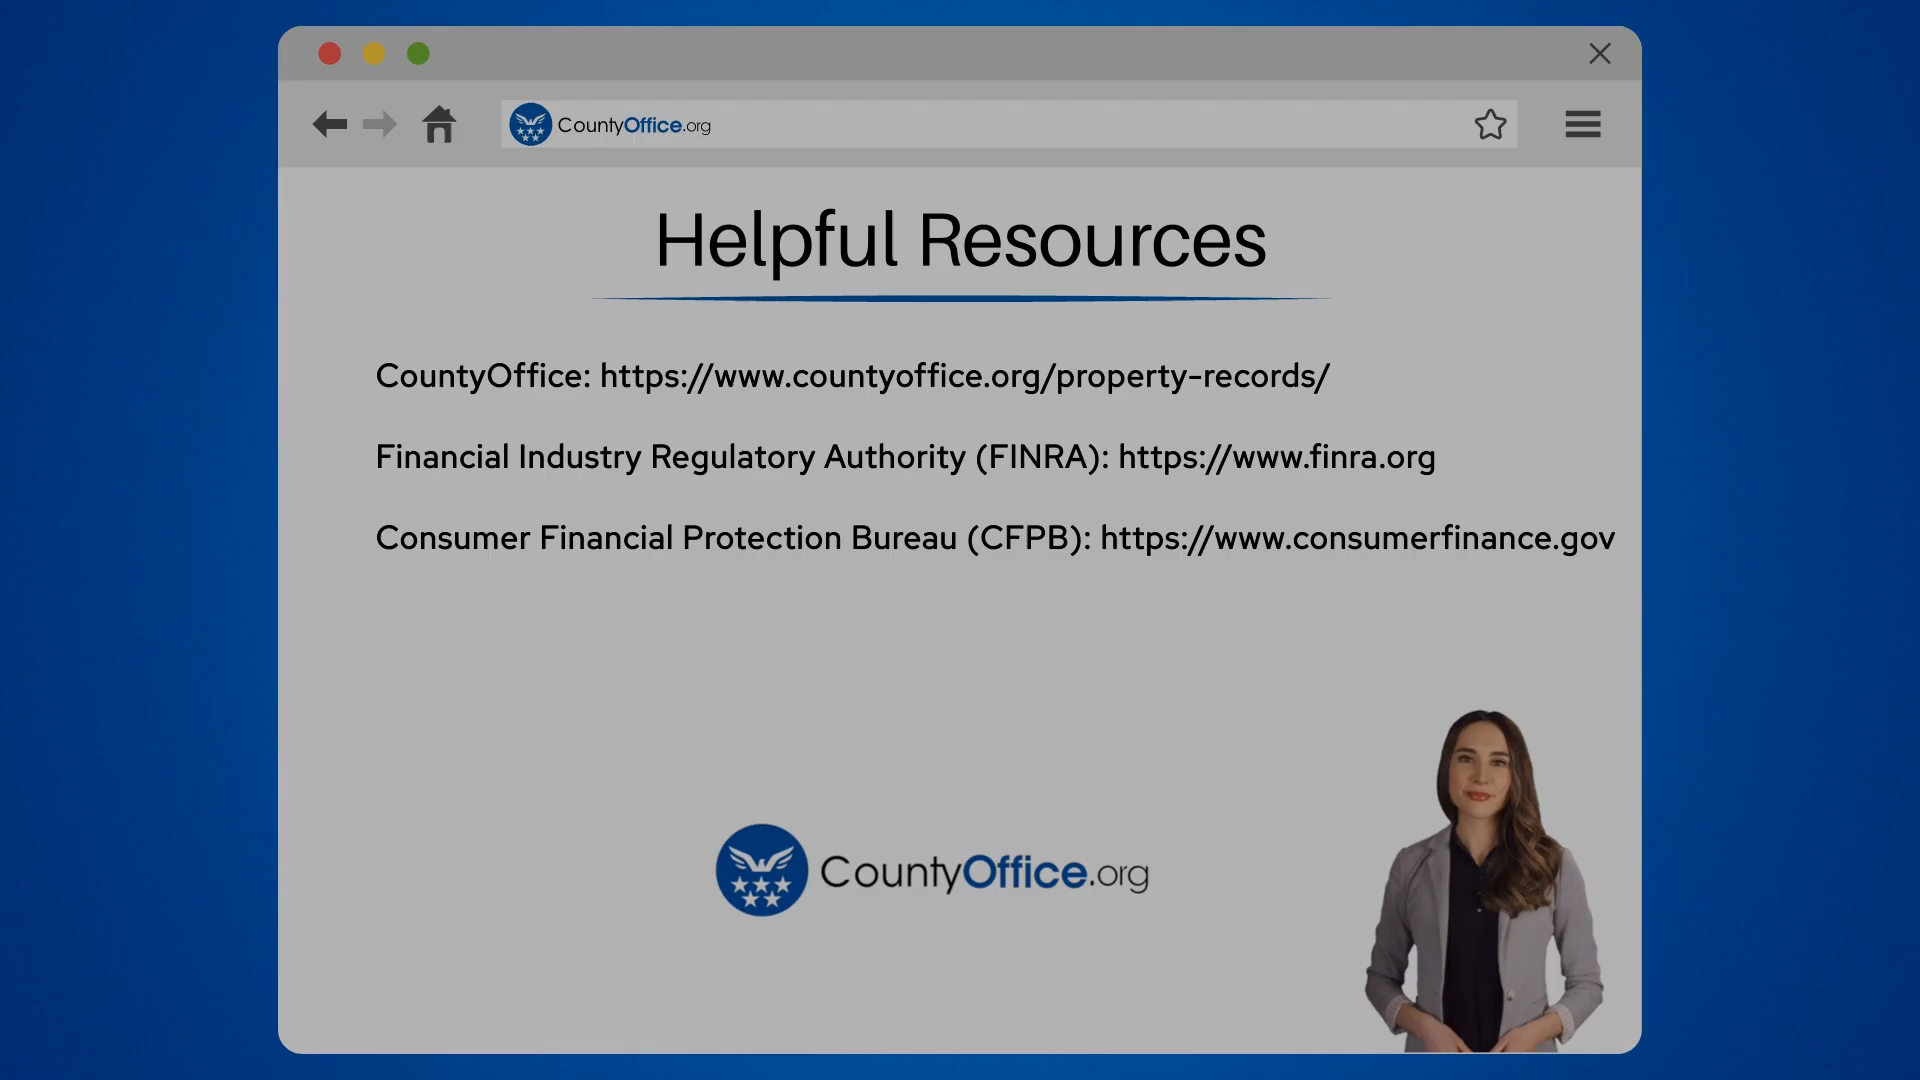 CountyOffice.org
Helpful Resources
CountyOffice: https://www.countyoffice.org/property-records/
Financial Industry Regulatory Authority (FINRA): https://www.finra.org
Consumer Financial Protection Bureau (CFPB): https://www.consumerfinance.gov
CountyOffice.org